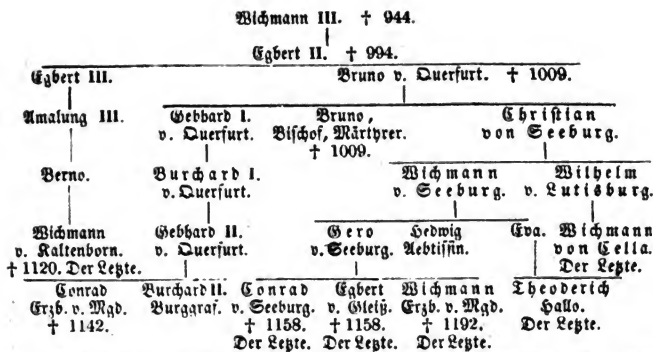 Wichmann III. † 944.
Egbert II. † 994.
Egbert III. Bruno v. Querfurt. † 1009.
Amalung III. Gebhard I. Bruno, Christian
v. Querfurt. Bischof, Märtyrer. von Seeburg.
† 1009.
Berno. Burchard I. Wichmann Wilhelm
v. Querfurt. v. Seeburg. v. Lutisburg.
Wichmann Gebhard II. Gero Hedwig Eva. Wichmann
v. Kaltenborn. v. Querfurt. v. Seeburg. Aebtissin. von Cella.
† 1120. Der Letzte. Der Letzte.
Conrad Burchard II. Conrad Egbert Wichmann Theoderich
Erzb. v. Mgd. Burggraf. v. Seeburg. v. Gleiß. Erzb. v. Mgd. Hallo.
† 1142. † 1158. † 1158. † 1192. Der Letzte.
Der Letzte. Der Letzte. Der Letzte.